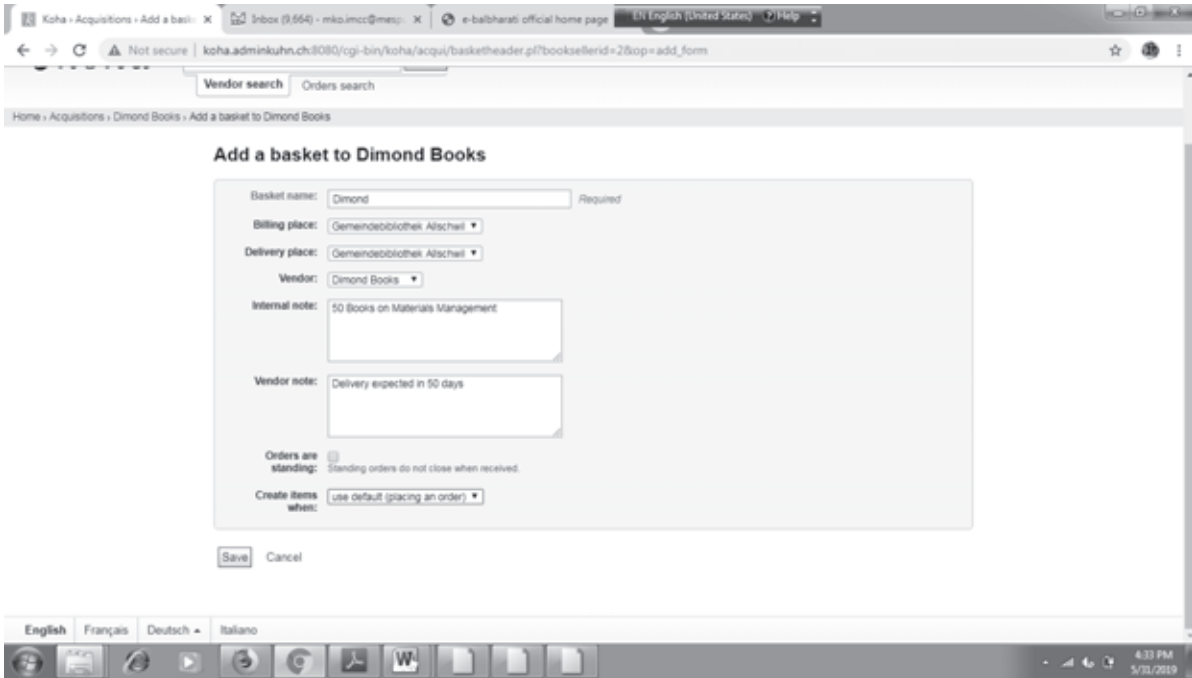 Koha › Acquisitions › Add a bask
Inbox (9,664) - mko.imcc@mesp
e-balbharati official home page
EN English (United States) Help
Not secure | koha.adminkuhn.ch:8080/cgi-bin/koha/acqui/basketheader.pl?booksellerid=2&op=add_form
Vendor search Orders search
Home › Acquisitions › Dimond Books › Add a basket to Dimond Books
Add a basket to Dimond Books
Basket name: Dimond Required
Billing place: Gemeindebibliothek Allschwil
Delivery place: Gemeindebibliothek Allschwil
Vendor: Dimond Books
Internal note: 50 Books on Materials Management
Vendor note: Delivery expected in 50 days
Orders are
standing: Standing orders do not close when received.
Create items use default (placing an order)
when:
Save Cancel
English Français Deutsch Italiano
4:33 PM
5/31/2019